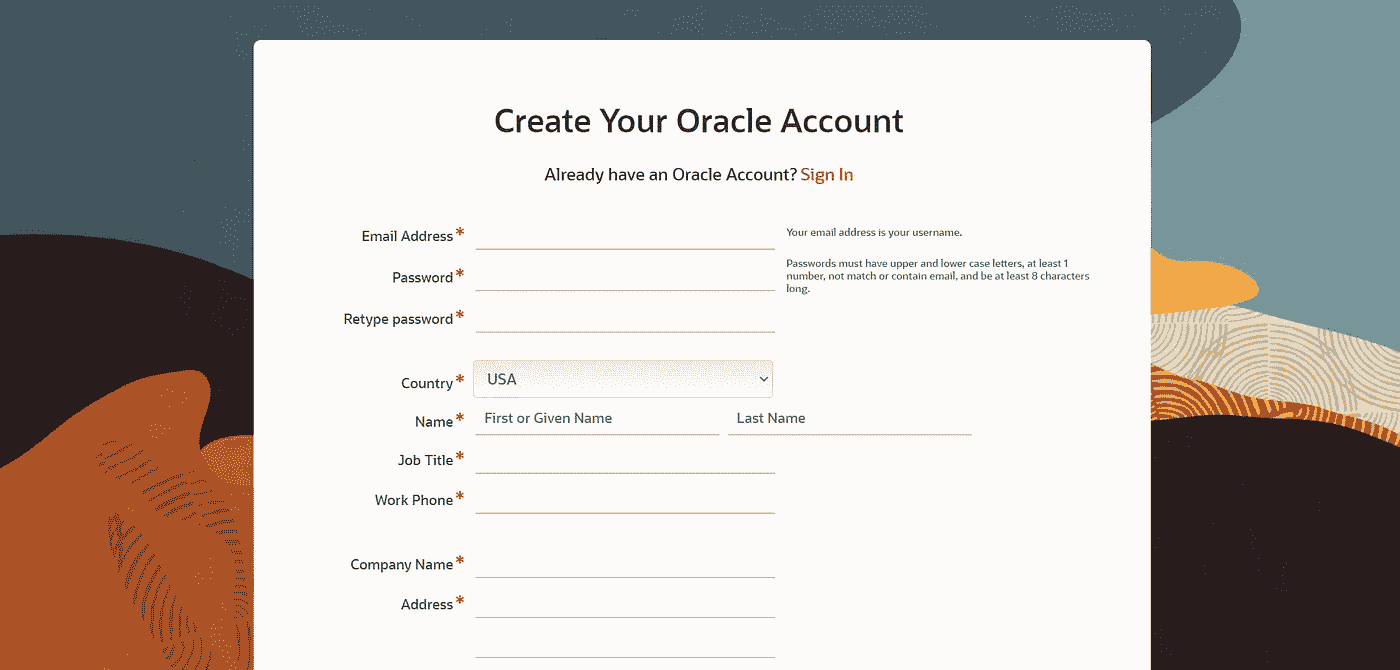 Create Your Oracle Account
Already have an Oracle Account? Sign In
Email Address*
Your email address is your username.
Password*
Passwords must have upper and lower case letters, at least 1
number, not match or contain email, and be at least 8 characters
long.
Retype password*
Country* USA
Name* First or Given Name Last Name
Job Title*
Work Phone*
Company Name*
Address*